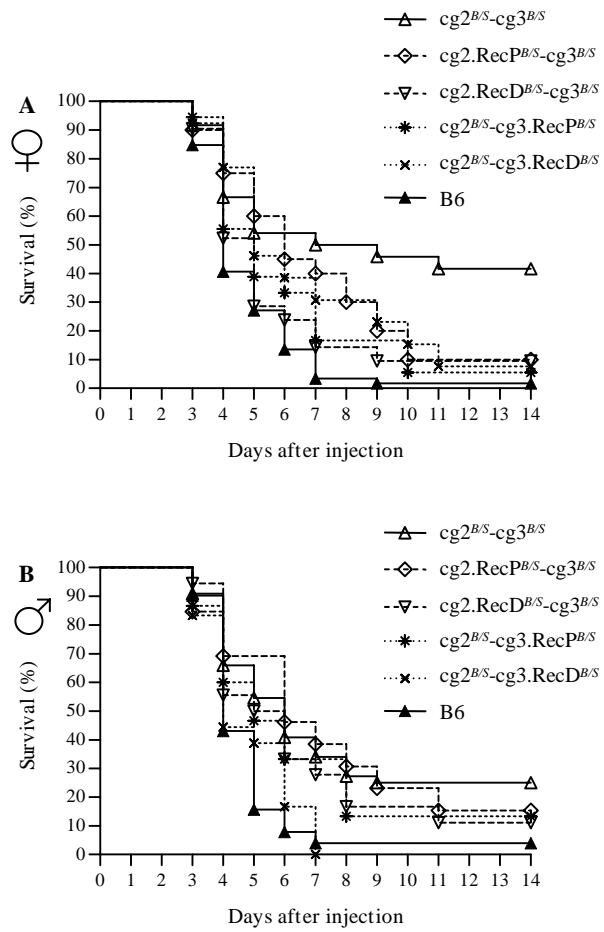 cg2B/S-cg3B/S
cg2.RecPB/S-cg3B/S
cg2.RecDB/S-cg3B/S
cg2B/S-cg3.RecPB/S
cg2B/S-cg3.RecDB/S
B6
A
♀
Survival (%)
100
90
80
70
60
50
40
30
20
10
0
0 1 2 3 4 5 6 7 8 9 10 11 12 13 14
Days after injection
cg2B/S-cg3B/S
cg2.RecPB/S-cg3B/S
cg2.RecDB/S-cg3B/S
cg2B/S-cg3.RecPB/S
cg2B/S-cg3.RecDB/S
B6
B
♂
Survival (%)
100
90
80
70
60
50
40
30
20
10
0
0 1 2 3 4 5 6 7 8 9 10 11 12 13 14
Days after injection